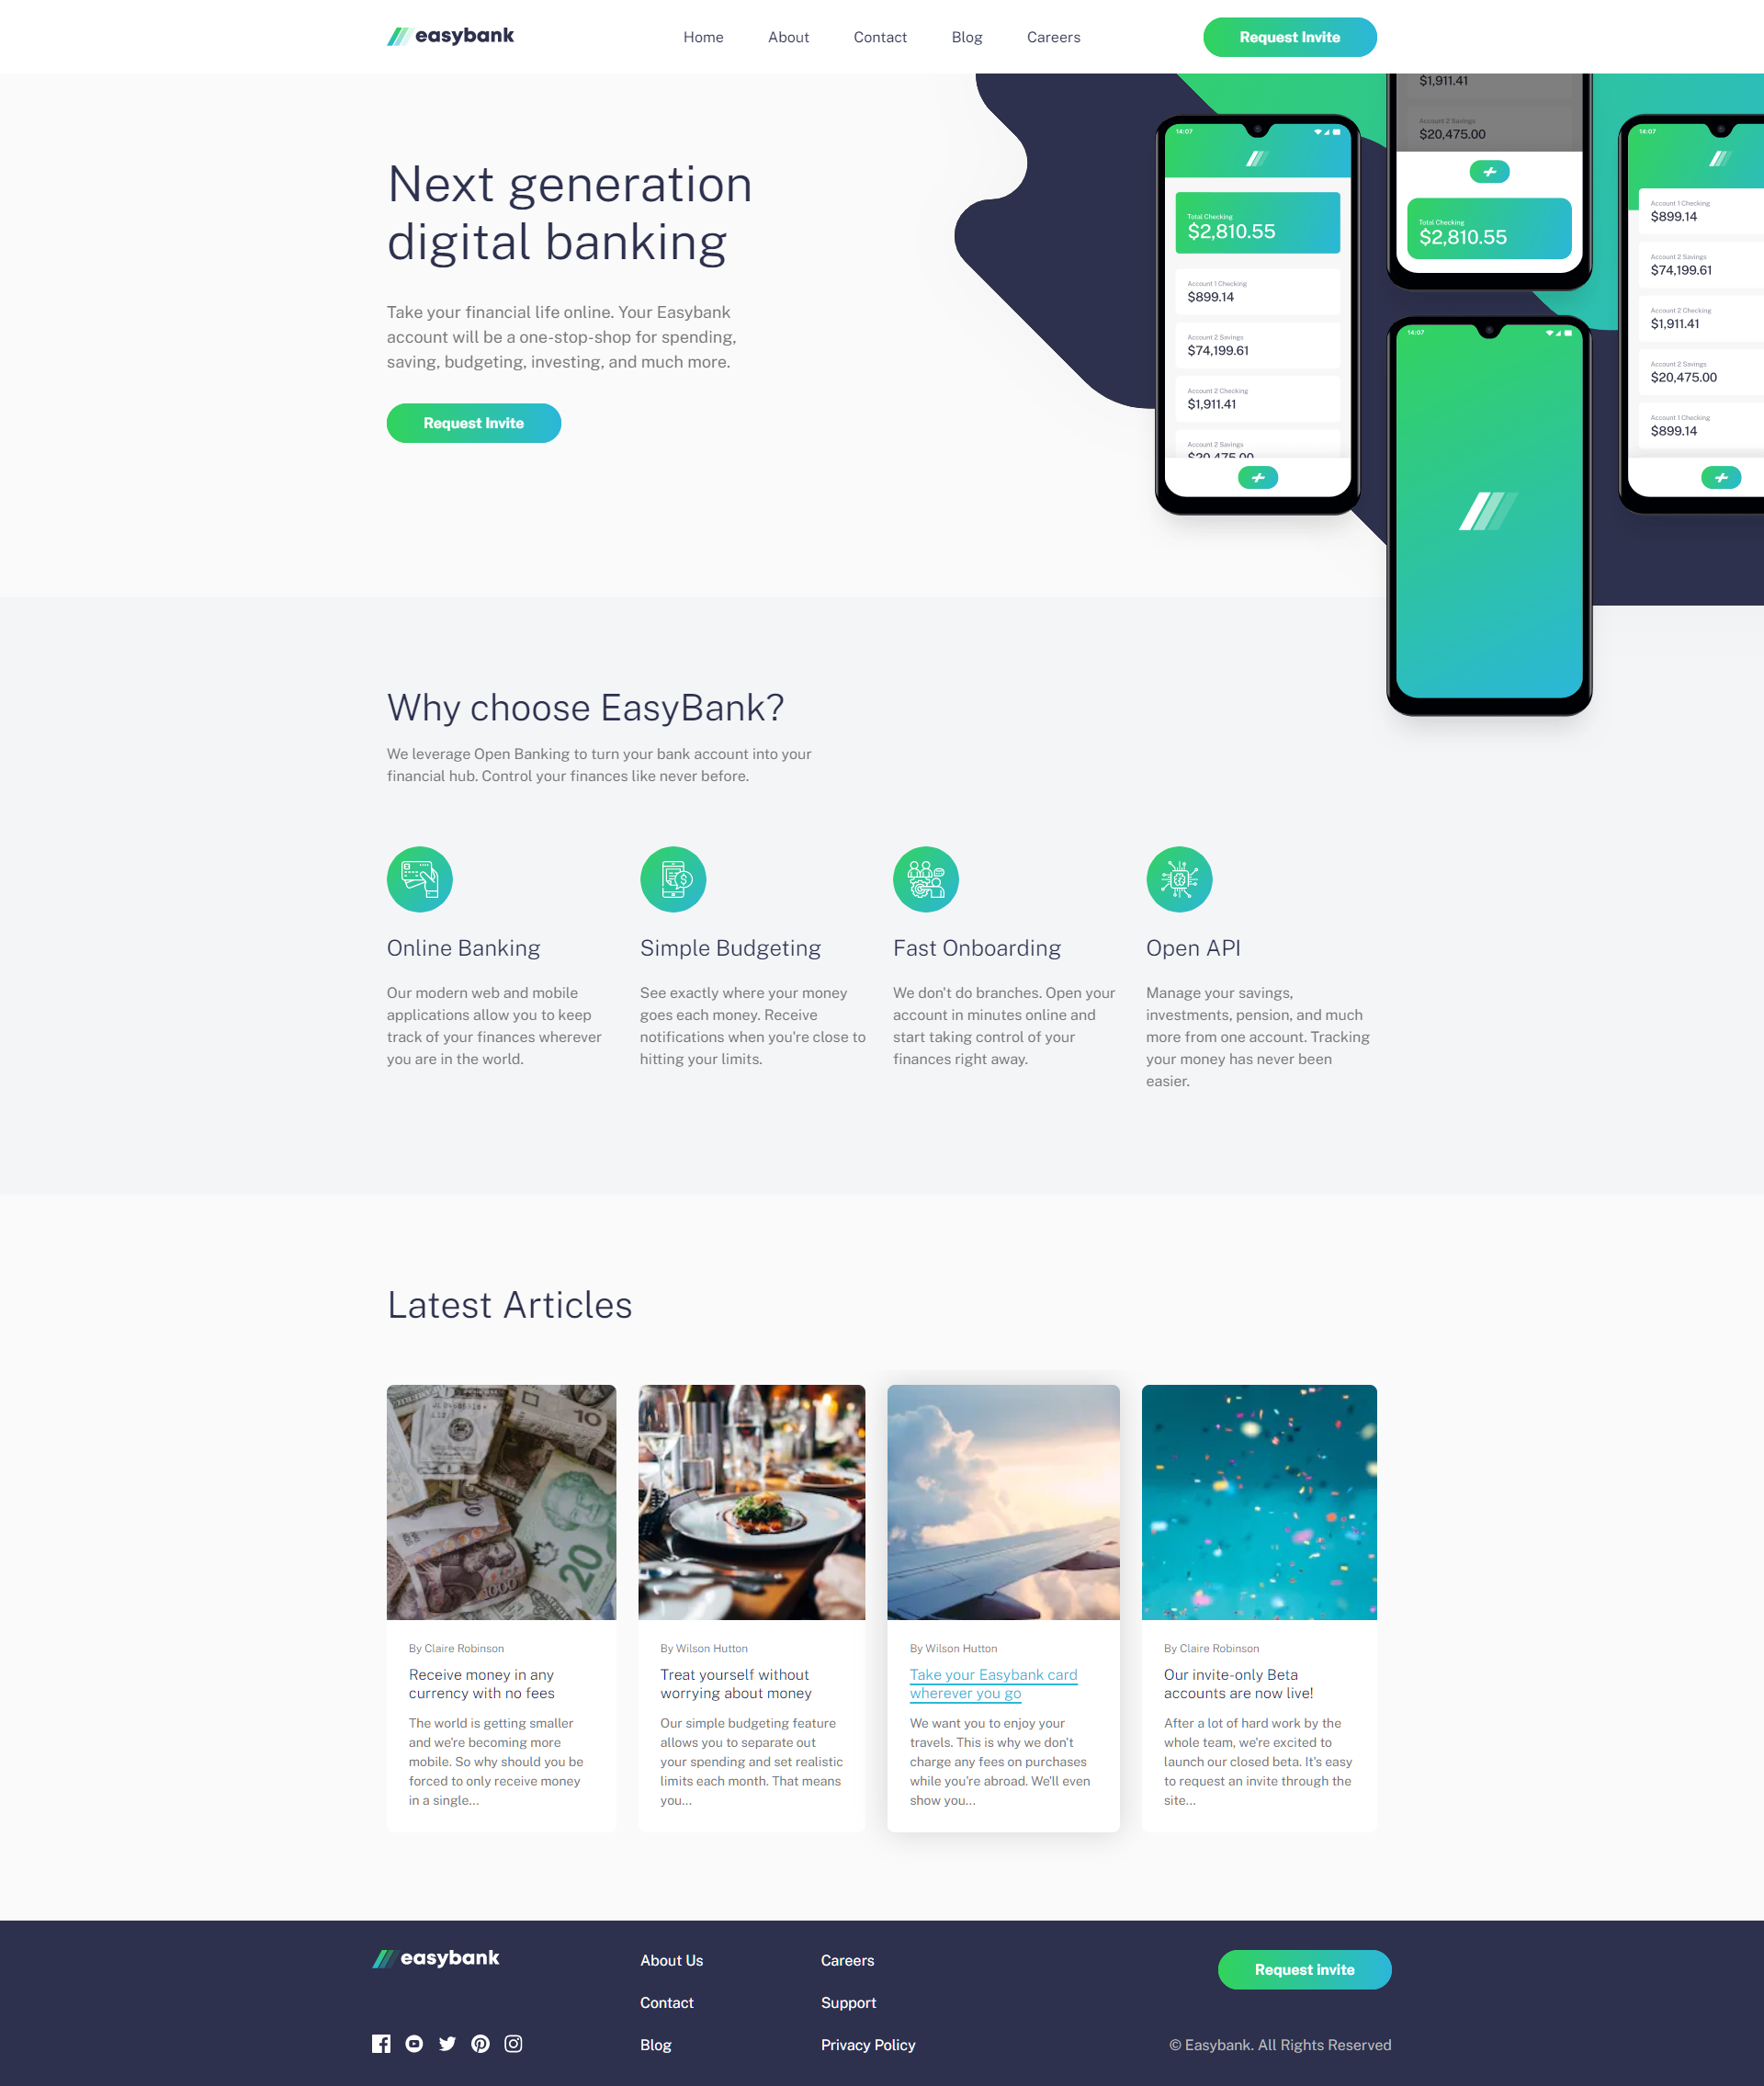 easybank
Home
About
Contact
Blog
Careers
Request Invite
Next generation
digital banking
Take your financial life online. Your Easybank
account will be a one-stop-shop for spending,
saving, budgeting, investing, and much more.
Request Invite
14:07
Total Checking
$2,810.55
Account 1 Checking
$899.14
Account 2 Savings
$74,199.61
Account 2 Checking
$1,911.41
Account 2 Savings
$20,475.00
$1,911.41
Account 2 Savings
$20,475.00
Total Checking
$2,810.55
14:07
14:07
Account 1 Checking
$899.14
Account 2 Savings
$74,199.61
Account 2 Checking
$1,911.41
Account 2 Savings
$20,475.00
Account 1 Checking
$899.14
Why choose EasyBank?
We leverage Open Banking to turn your bank account into your
financial hub. Control your finances like never before.
Online Banking
Our modern web and mobile
applications allow you to keep
track of your finances wherever
you are in the world.
Simple Budgeting
See exactly where your money
goes each money. Receive
notifications when you're close to
hitting your limits.
Fast Onboarding
We don't do branches. Open your
account in minutes online and
start taking control of your
finances right away.
Open API
Manage your savings,
investments, pension, and much
more from one account. Tracking
your money has never been
easier.
Latest Articles
10
20
1000
By Claire Robinson
Receive money in any
currency with no fees
The world is getting smaller
and we're becoming more
mobile. So why should you be
forced to only receive money
in a single...
By Wilson Hutton
Treat yourself without
worrying about money
Our simple budgeting feature
allows you to separate out
your spending and set realistic
limits each month. That means
you...
By Wilson Hutton
Take your Easybank card
wherever you go
We want you to enjoy your
travels. This is why we don't
charge any fees on purchases
while you're abroad. We'll even
show you...
By Claire Robinson
Our invite-only Beta
accounts are now live!
After a lot of hard work by the
whole team, we're excited to
launch our closed beta. It's easy
to request an invite through the
site...
easybank
About Us
Contact
Blog
Careers
Support
Privacy Policy
Request invite
© Easybank. All Rights Reserved